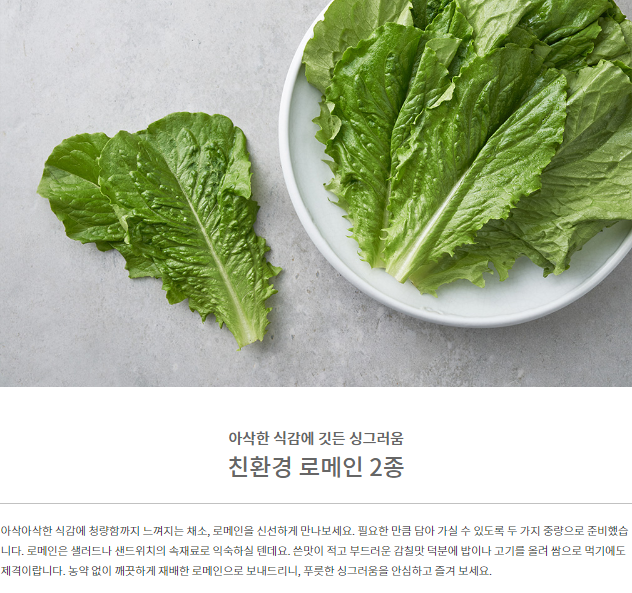 아삭한 식감에 깃든 싱그러움
친환경 로메인 2종
아삭아삭한 식감에 청량함까지 느껴지는 채소, 로메인을 신선하게 만나보세요. 필요한 만큼 담아 가실 수 있도록 두 가지 중량으로 준비했습
니다. 로메인은 샐러드나 샌드위치의 속재료로 익숙하실 텐데요. 쓴맛이 적고 부드러운 감칠맛 덕분에 밥이나 고기를 올려 쌈으로 먹기에도
제격이랍니다. 농약 없이 깨끗하게 재배한 로메인으로 보내드리니, 푸릇한 싱그러움을 안심하고 즐겨 보세요.